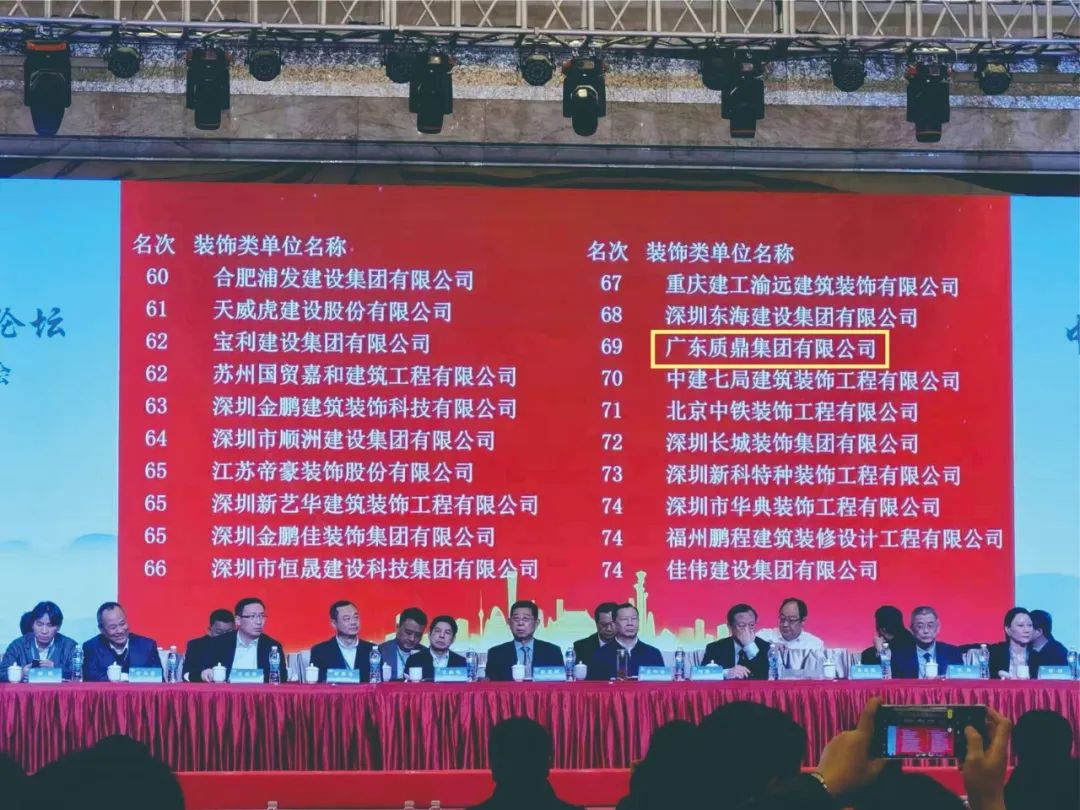 名次 装饰类单位名称
60 合肥浦发建设集团有限公司
61 天威虎建设股份有限公司
62 宝利建设集团有限公司
62 苏州国贸嘉和建筑工程有限公司
63 深圳金鹏建筑装饰科技有限公司
64 深圳市顺洲建设集团有限公司
65 江苏帝豪装饰股份有限公司
65 深圳新艺华建筑装饰工程有限公司
65 深圳金鹏佳装饰集团有限公司
66 深圳市恒晟建设科技集团有限公司
名次 装饰类单位名称
67 重庆建工渝远建筑装饰有限公司
68 深圳东海建设集团有限公司
69 广东质鼎集团有限公司
70 中建七局建筑装饰工程有限公司
71 北京中铁装饰工程有限公司
72 深圳长城装饰集团有限公司
73 深圳新科特种装饰工程有限公司
74 深圳市华典装饰工程有限公司
74 福州鹏程建筑装修设计工程有限公司
74 佳伟建设集团有限公司
论坛
会